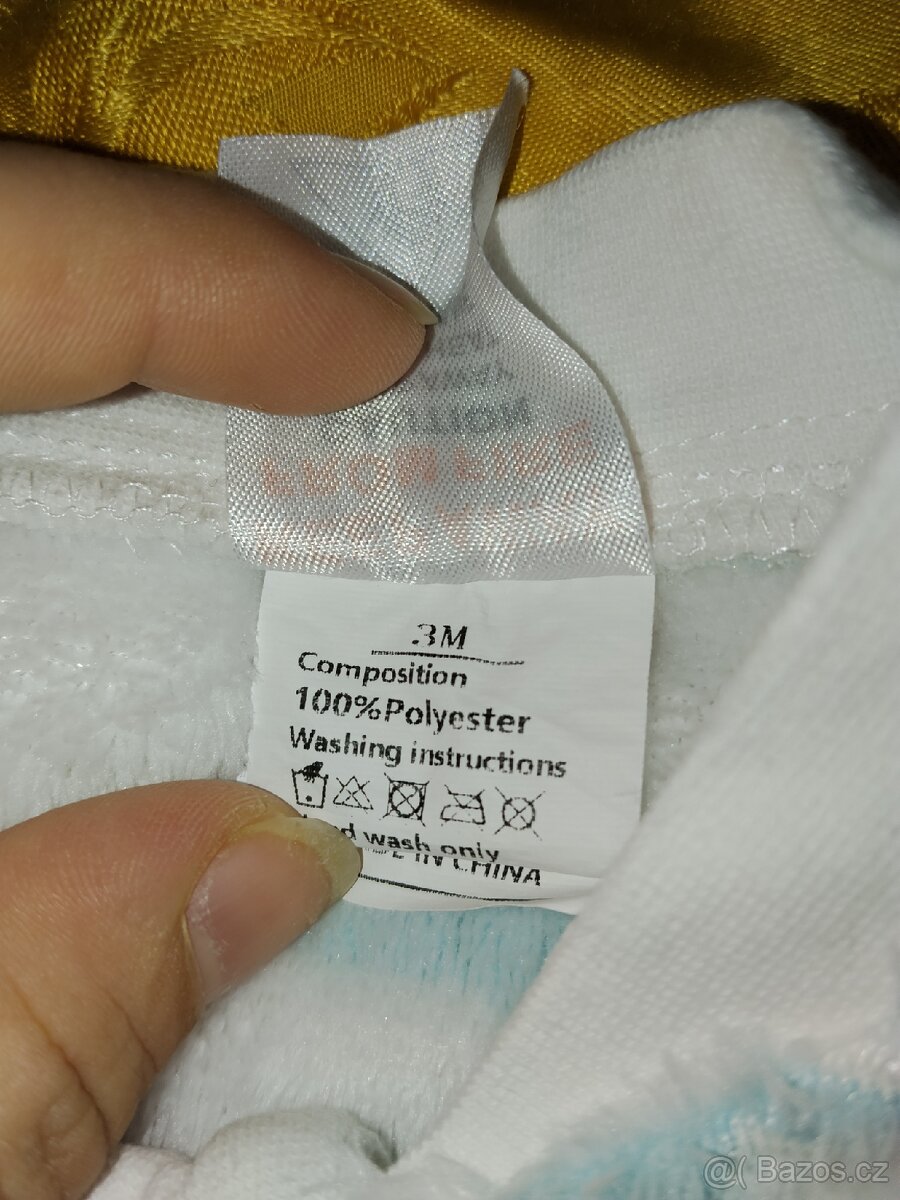 3M
Composition
100%Polyester
Washing instructions
wash only
IN CHINA
@( Bazos.cz